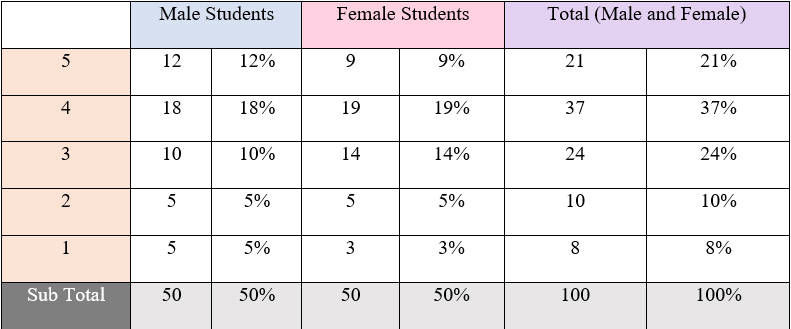 Male Students Female Students Total (Male and Female)
5 12 12% 9 9% 21 21%
4 18 18% 19 19% 37 37%
3 10 10% 14 14% 24 24%
2 5 5% 5 5% 10 10%
1 5 5% 3 3% 8 8%
Sub Total 50 50% 50 50% 100 100%